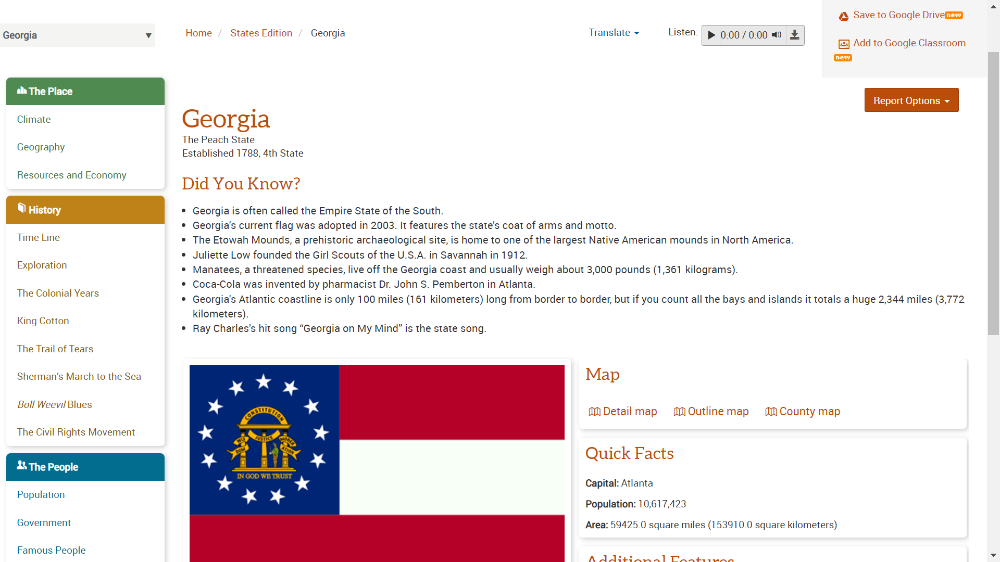 Georgia
Home / States Edition / Georgia
Translate
Listen:
0:00 / 0:00
Save to Google Drive new
Add to Google Classroom
new
Report Options
The Place
Climate
Geography
Resources and Economy
History
Time Line
Exploration
The Colonial Years
King Cotton
The Trail of Tears
Sherman's March to the Sea
Boll Weevil Blues
The Civil Rights Movement
The People
Population
Government
Famous People
Georgia
The Peach State
Established 1788, 4th State
Did You Know?
• Georgia is often called the Empire State of the South.
• Georgia's current flag was adopted in 2003. It features the state's coat of arms and motto.
• The Etowah Mounds, a prehistoric archaeological site, is home to one of the largest Native American mounds in North America.
• Juliette Low founded the Girl Scouts of the U.S.A. in Savannah in 1912.
• Manatees, a threatened species, live off the Georgia coast and usually weigh about 3,000 pounds (1,361 kilograms).
• Coca-Cola was invented by pharmacist Dr. John S. Pemberton in Atlanta.
• Georgia's Atlantic coastline is only 100 miles (161 kilometers) long from border to border, but if you count all the bays and islands it totals a huge 2,344 miles (3,772
kilometers).
• Ray Charles's hit song “Georgia on My Mind” is the state song.
CONSTITUTION
WIS DOM JUSTICE MODER ATION
IN GOD WE TRUST
Map
Detail map
Outline map
County map
Quick Facts
Capital: Atlanta
Population: 10,617,423
Area: 59425.0 square miles (153910.0 square kilometers)
Additional Features